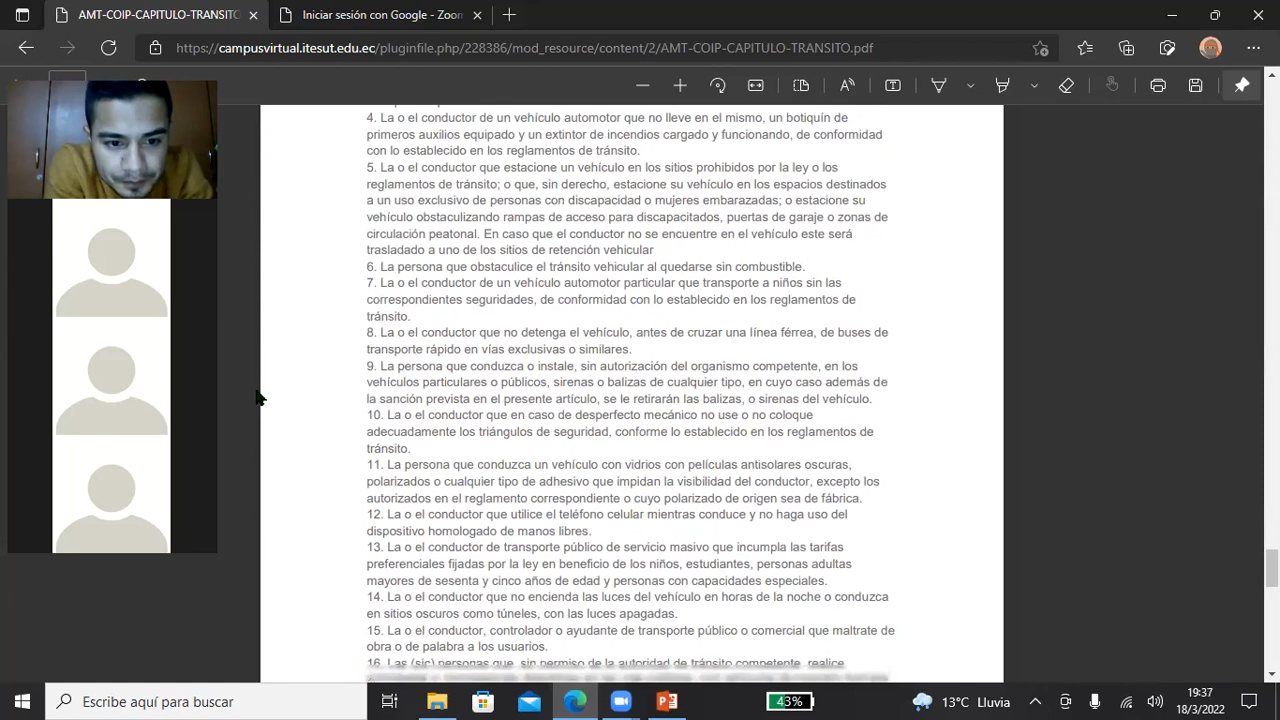 AMT-COIP-CAPITULO-TRANSITO
Iniciar sesión con Google - Zoom
https://campusvirtual.itesut.edu.ec/pluginfile.php/228386/mod_resource/content/2/AMT-COIP-CAPITULO-TRANSITO.pdf
4. La o el conductor de un vehículo automotor que no lleve en el mismo, un botiquín de
primeros auxilios equipado y un extintor de incendios cargado y funcionando, de conformidad
con lo establecido en los reglamentos de tránsito.
5. La o el conductor que estacione un vehículo en los sitios prohibidos por la ley o los
reglamentos de tránsito; o que, sin derecho, estacione su vehículo en los espacios destinados
a un uso exclusivo de personas con discapacidad o mujeres embarazadas; o estacione su
vehículo obstaculizando rampas de acceso para discapacitados, puertas de garaje o zonas de
circulación peatonal. En caso que el conductor no se encuentre en el vehículo este será
trasladado a uno de los sitios de retención vehicular
6. La persona que obstaculice el tránsito vehicular al quedarse sin combustible.
7. La o el conductor de un vehículo automotor particular que transporte a niños sin las
correspondientes seguridades, de conformidad con lo establecido en los reglamentos de
tránsito.
8. La o el conductor que no detenga el vehículo, antes de cruzar una línea férrea, de buses de
transporte rápido en vías exclusivas o similares.
9. La persona que conduzca o instale, sin autorización del organismo competente, en los
vehículos particulares o públicos, sirenas o balizas de cualquier tipo, en cuyo caso además de
la sanción prevista en el presente artículo, se le retirarán las balizas, o sirenas del vehículo.
10. La o el conductor que en caso de desperfecto mecánico no use o no coloque
adecuadamente los triángulos de seguridad, conforme lo establecido en los reglamentos de
tránsito.
11. La persona que conduzca un vehículo con vidrios con películas antisolares oscuras,
polarizados o cualquier tipo de adhesivo que impidan la visibilidad del conductor, excepto los
autorizados en el reglamento correspondiente o cuyo polarizado de origen sea de fábrica.
12. La o el conductor que utilice el teléfono celular mientras conduce y no haga uso del
dispositivo homologado de manos libres.
13. La o el conductor de transporte público de servicio masivo que incumpla las tarifas
preferenciales fijadas por la ley en beneficio de los niños, estudiantes, personas adultas
mayores de sesenta y cinco años de edad y personas con capacidades especiales.
14. La o el conductor que no encienda las luces del vehículo en horas de la noche o conduzca
en sitios oscuros como túneles, con las luces apagadas.
15. La o el conductor, controlador o ayudante de transporte público o comercial que maltrate de
obra o de palabra a los usuarios.
16. Las (sic) personas que, sin permiso de la autoridad de tránsito competente, realice
Escribe aquí para buscar
43%
13°C Lluvia
19:37
18/3/2022